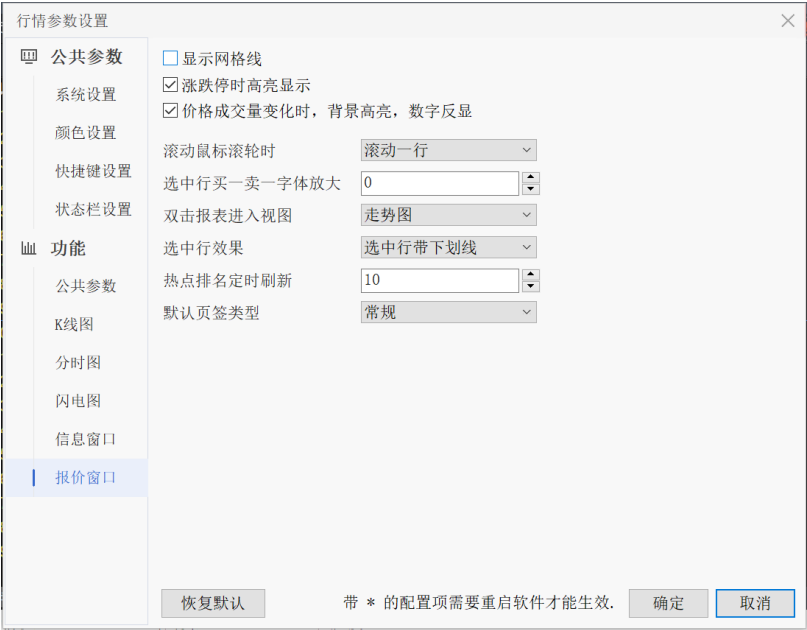 行情参数设置
公共参数
系统设置
颜色设置
快捷键设置
状态栏设置
功能
公共参数
K线图
分时图
闪电图
信息窗口
报价窗口
显示网格线
涨跌停时高亮显示
价格成交量变化时，背景高亮，数字反显
滚动鼠标滚轮时 滚动一行
选中行买一卖一字体放大 0
双击报表进入视图 走势图
选中行效果 选中行带下划线
热点排名定时刷新 10
默认页签类型 常规
恢复默认 带 * 的配置项需要重启软件才能生效. 确定 取消